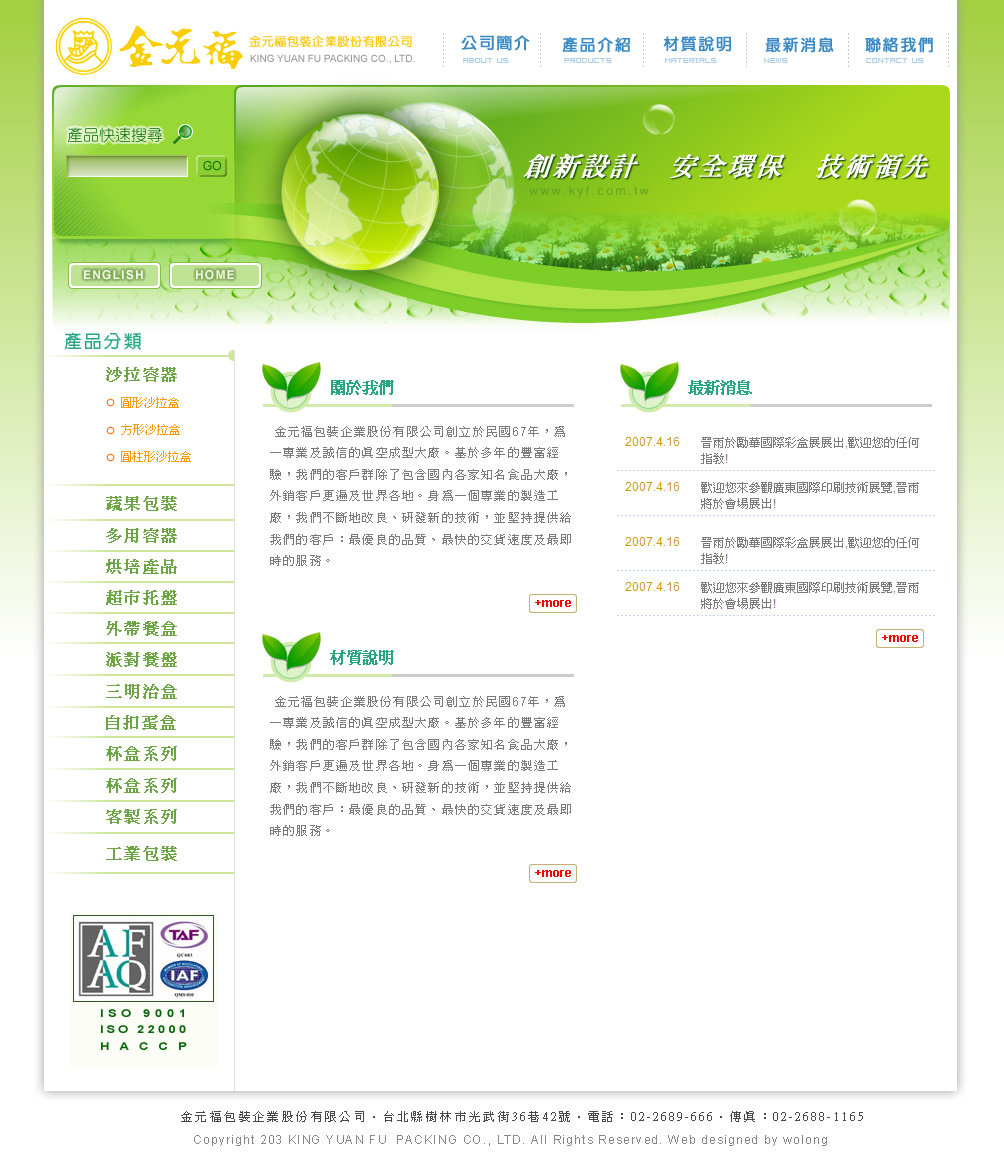 金元福
金元福包裝企業股份有限公司
KING YUAN FU PACKING CO., LTD.
公司簡介
ABOUT US
產品介紹
PRODUCTS
材質說明
MATERIALS
最新消息
NEWS
聯絡我們
CONTACT US
產品快速搜尋
GO
創新設計 安全環保 技術領先
www.kyf.com.tw
ENGLISH
HOME
產品分類
沙拉容器
圓形沙拉盒
方形沙拉盒
圓柱形沙拉盒
蔬果包裝
多用容器
烘培產品
超市托盤
外帶餐盒
派對餐盤
三明治盒
自扣蛋盒
杯盒系列
杯盒系列
客製系列
工業包裝
AFAQ
TAF
QC 003
IAF
QMS 010
ISO 9001
ISO 22000
HACCP
關於我們
金元福包裝企業股份有限公司創立於民國67年，為
一專業及誠信的真空成型大廠。基於多年的豐富經
驗，我們的客戶群除了包含國內各家知名食品大廠，
外銷客戶更遍及世界各地。身為一個專業的製造工
廠，我們不斷地改良、研發新的技術，並堅持提供給
我們的客戶：最優良的品質、最快的交貨速度及最即
時的服務。
+more
材質說明
金元福包裝企業股份有限公司創立於民國67年，為
一專業及誠信的真空成型大廠。基於多年的豐富經
驗，我們的客戶群除了包含國內各家知名食品大廠，
外銷客戶更遍及世界各地。身為一個專業的製造工
廠，我們不斷地改良、研發新的技術，並堅持提供給
我們的客戶：最優良的品質、最快的交貨速度及最即
時的服務。
+more
最新消息
2007.4.16 晉雨於勵華國際彩盒展展出,歡迎您的任何
指教!
2007.4.16 歡迎您來參觀廣東國際印刷技術展覽,晉雨
將於會場展出!
2007.4.16 晉雨於勵華國際彩盒展展出,歡迎您的任何
指教!
2007.4.16 歡迎您來參觀廣東國際印刷技術展覽,晉雨
將於會場展出!
+more
金元福包裝企業股份有限公司‧台北縣樹林市光武街36巷42號‧電話：02-2689-666‧傳真：02-2688-1165
Copyright 203 KING YUAN FU PACKING CO., LTD. All Rights Reserved. Web designed by wolong